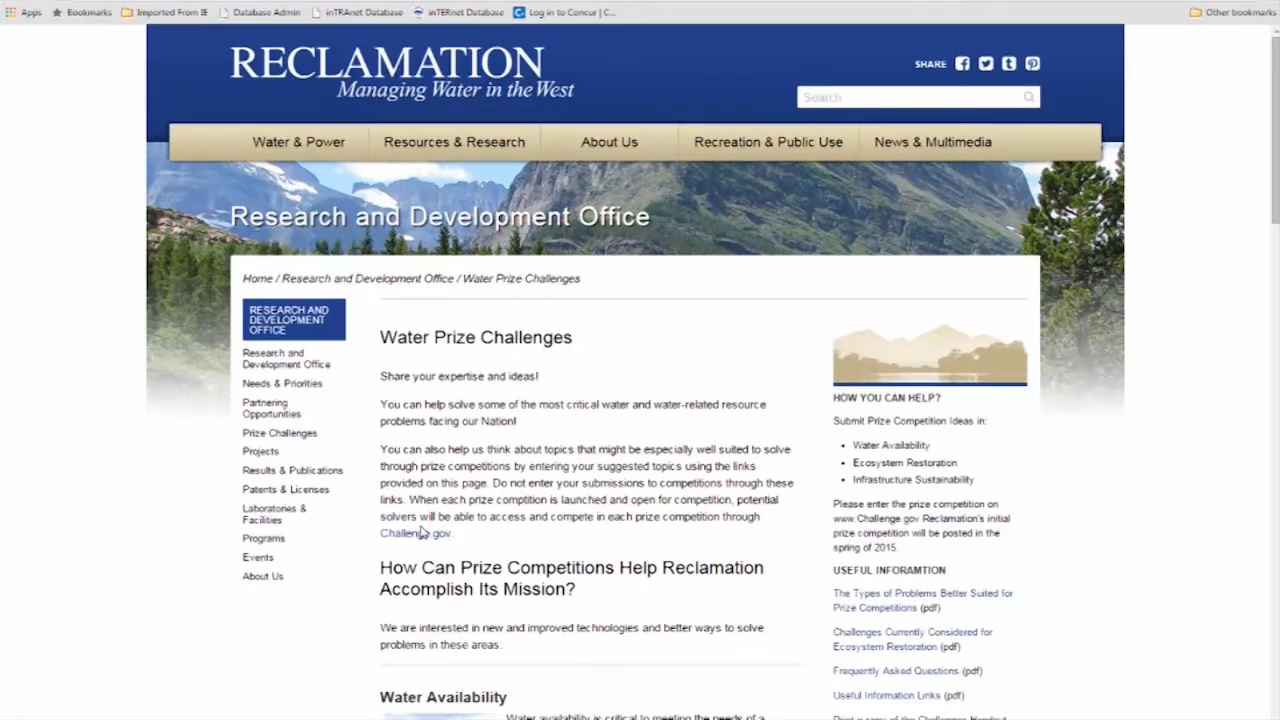 Apps Bookmarks Imported From IE Database Admin inTRAnet Database inTERnet Database Log in to Concur | C... Other bookmarks
RECLAMATION
Managing Water in the West
SHARE
Search
Water & Power Resources & Research About Us Recreation & Public Use News & Multimedia
Research and Development Office
Home / Research and Development Office / Water Prize Challenges
RESEARCH AND
DEVELOPMENT
OFFICE
Research and
Development Office
Needs & Priorities
Partnering
Opportunities
Prize Challenges
Projects
Results & Publications
Patents & Licenses
Laboratories &
Facilities
Programs
Events
About Us
Water Prize Challenges
Share your expertise and ideas!
You can help solve some of the most critical water and water-related resource
problems facing our Nation!
You can also help us think about topics that might be especially well suited to solve
through prize competitions by entering your suggested topics using the links
provided on this page. Do not enter your submissions to competitions through these
links. When each prize comptition is launched and open for competition, potential
solvers will be able to access and compete in each prize competition through
Challenge.gov.
How Can Prize Competitions Help Reclamation
Accomplish Its Mission?
We are interested in new and improved technologies and better ways to solve
problems in these areas.
Water Availability
Water availability is critical to meeting the needs of a
HOW YOU CAN HELP?
Submit Prize Competition Ideas in:
• Water Availability
• Ecosystem Restoration
• Infrastructure Sustainability
Please enter the prize competition on
www.Challenge.gov Reclamation's initial
prize competition will be posted in the
spring of 2015.
USEFUL INFORAMTION
The Types of Problems Better Suited for
Prize Competitions (pdf)
Challenges Currently Considered for
Ecosystem Restoration (pdf)
Frequently Asked Questions (pdf)
Useful Information Links (pdf)
Print a copy of the Challenges Handout